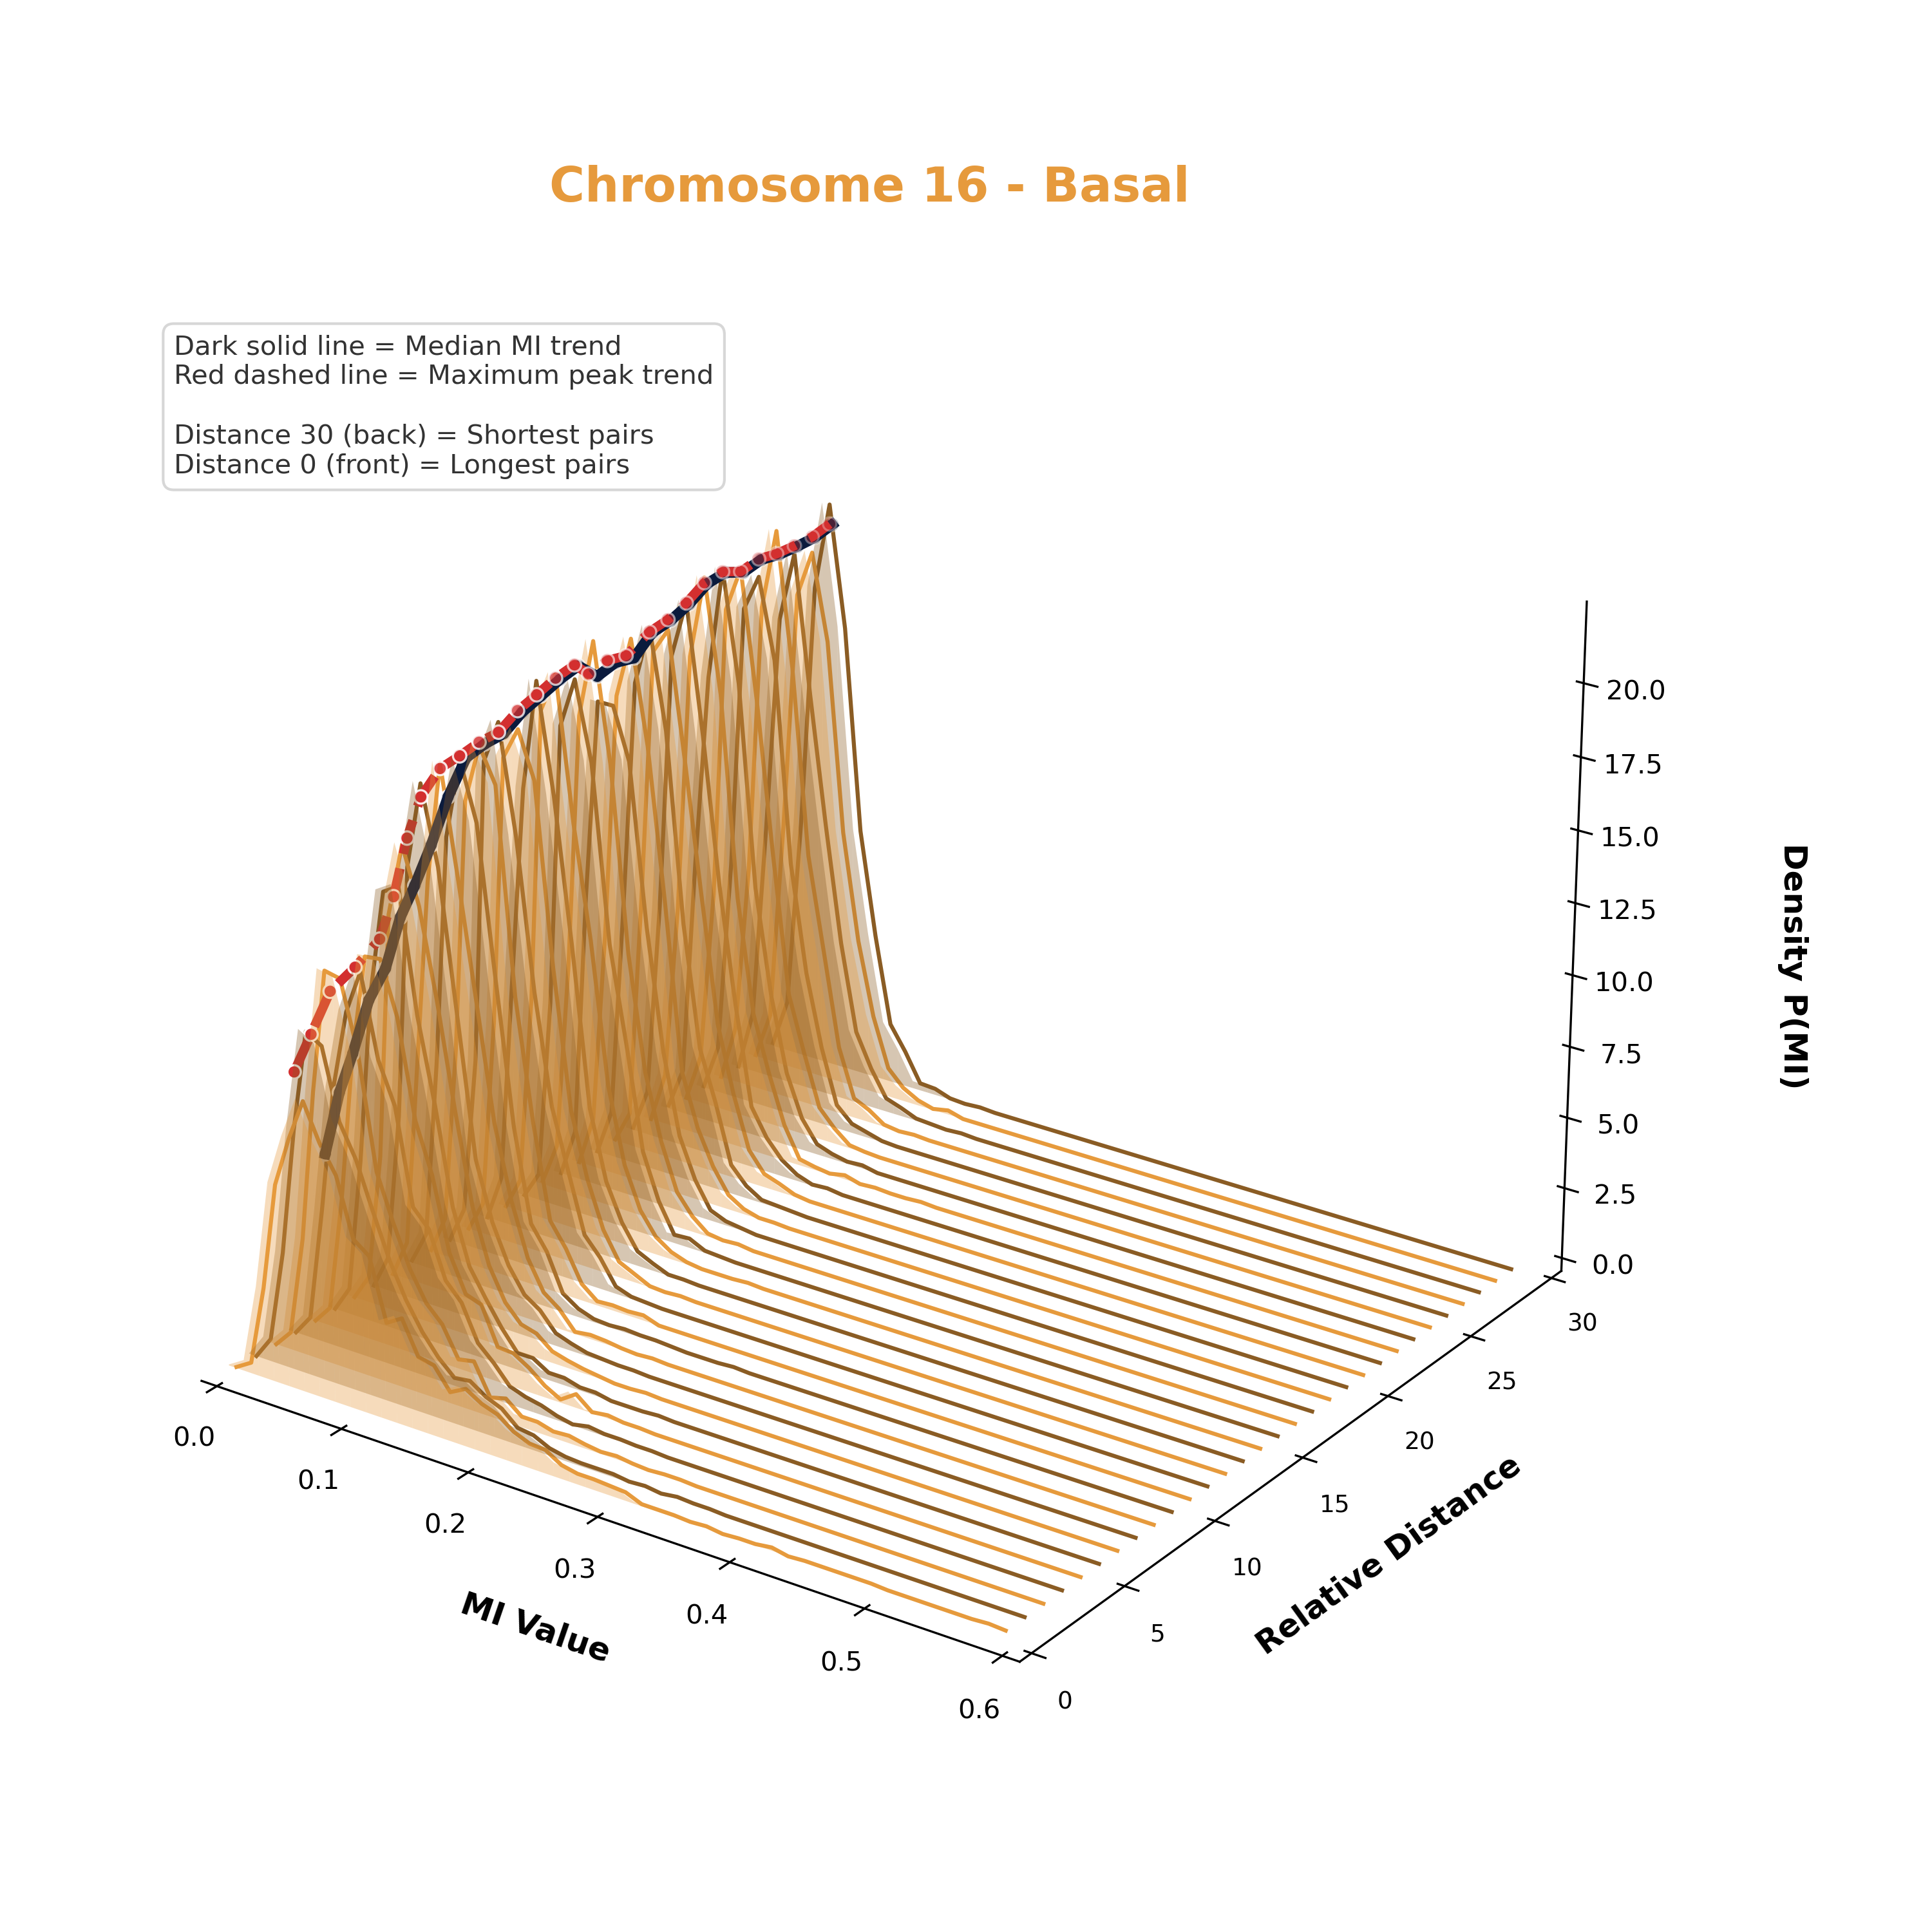 Chromosome 16 - Basal
Dark solid line = Median MI trend
Red dashed line = Maximum peak trend
Distance 30 (back) = Shortest pairs
Distance 0 (front) = Longest pairs
20.0
17.5
15.0
12.5
10.0
7.5
5.0
2.5
0.0
Density P(MI)
30
25
20
15
10
5
0
Relative Distance
0.0
0.1
0.2
0.3
0.4
0.5
0.6
MI Value